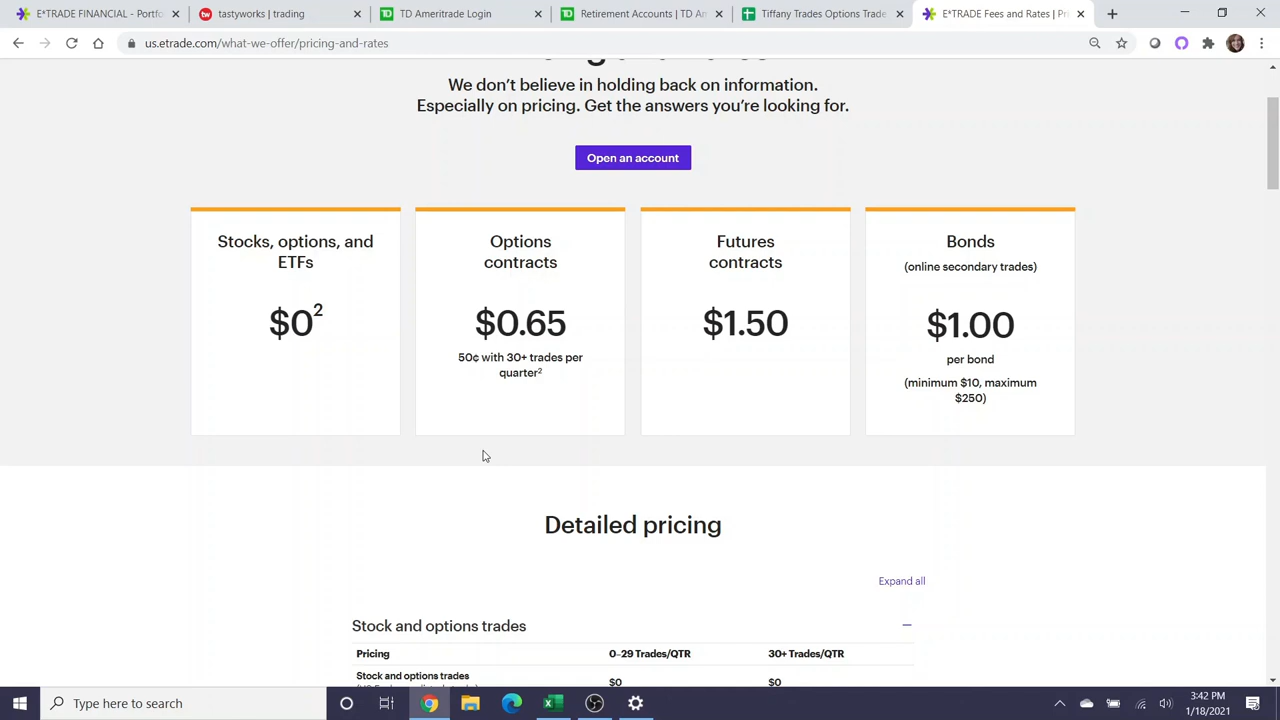 E*TRADE FINANCIAL - Portfo
tastyworks | trading
TD Ameritrade Log
Retirement Accounts | TD Am
Tiffany Trades Options Trade
E*TRADE Fees and Rates | Pr
us.etrade.com/what-we-offer/pricing-and-rates
We don't believe in holding back on information.
Especially on pricing. Get the answers you're looking for.
Open an account
Stocks, options, and
ETFs
$0²
Options
contracts
$0.65
50¢ with 30+ trades per
quarter²
Futures
contracts
$1.50
Bonds
(online secondary trades)
$1.00
per bond
(minimum $10, maximum
$250)
Detailed pricing
Expand all
Stock and options trades
Pricing 0–29 Trades/QTR 30+ Trades/QTR
Stock and options trades $0 $0
Type here to search
3:42 PM
1/18/2021